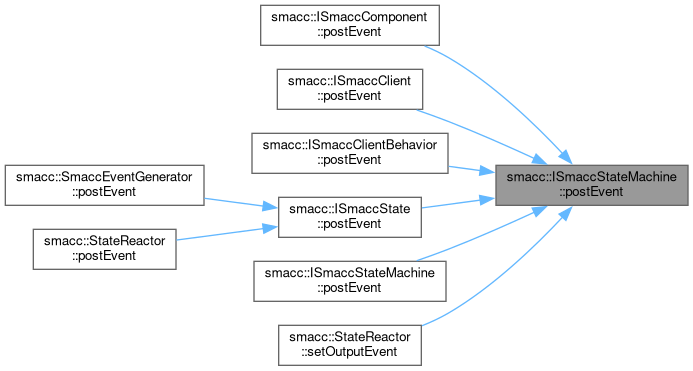 smacc::ISmaccComponent
::postEvent
smacc::ISmaccClient
::postEvent
smacc::ISmaccClientBehavior
::postEvent
smacc::ISmaccStateMachine
::postEvent
smacc::SmaccEventGenerator
::postEvent
smacc::ISmaccState
::postEvent
smacc::StateReactor
::postEvent
smacc::ISmaccStateMachine
::postEvent
smacc::StateReactor
::setOutputEvent